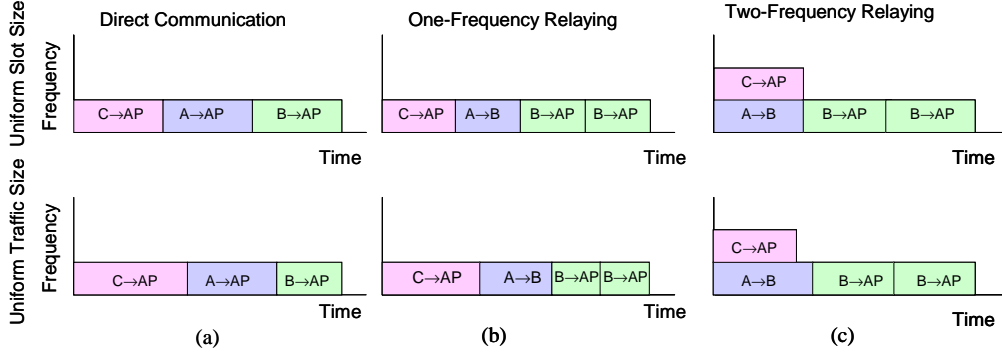 Direct Communication
One-Frequency Relaying
Two-Frequency Relaying
Uniform Slot Size
Frequency
C→AP
A→AP
B→AP
Time
C→AP
A→B
B→AP
B→AP
Time
C→AP
A→B
B→AP
B→AP
Time
Uniform Traffic Size
Frequency
C→AP
A→AP
B→AP
Time
C→AP
A→B
B→AP
B→AP
Time
C→AP
A→B
B→AP
B→AP
Time
(a)
(b)
(c)